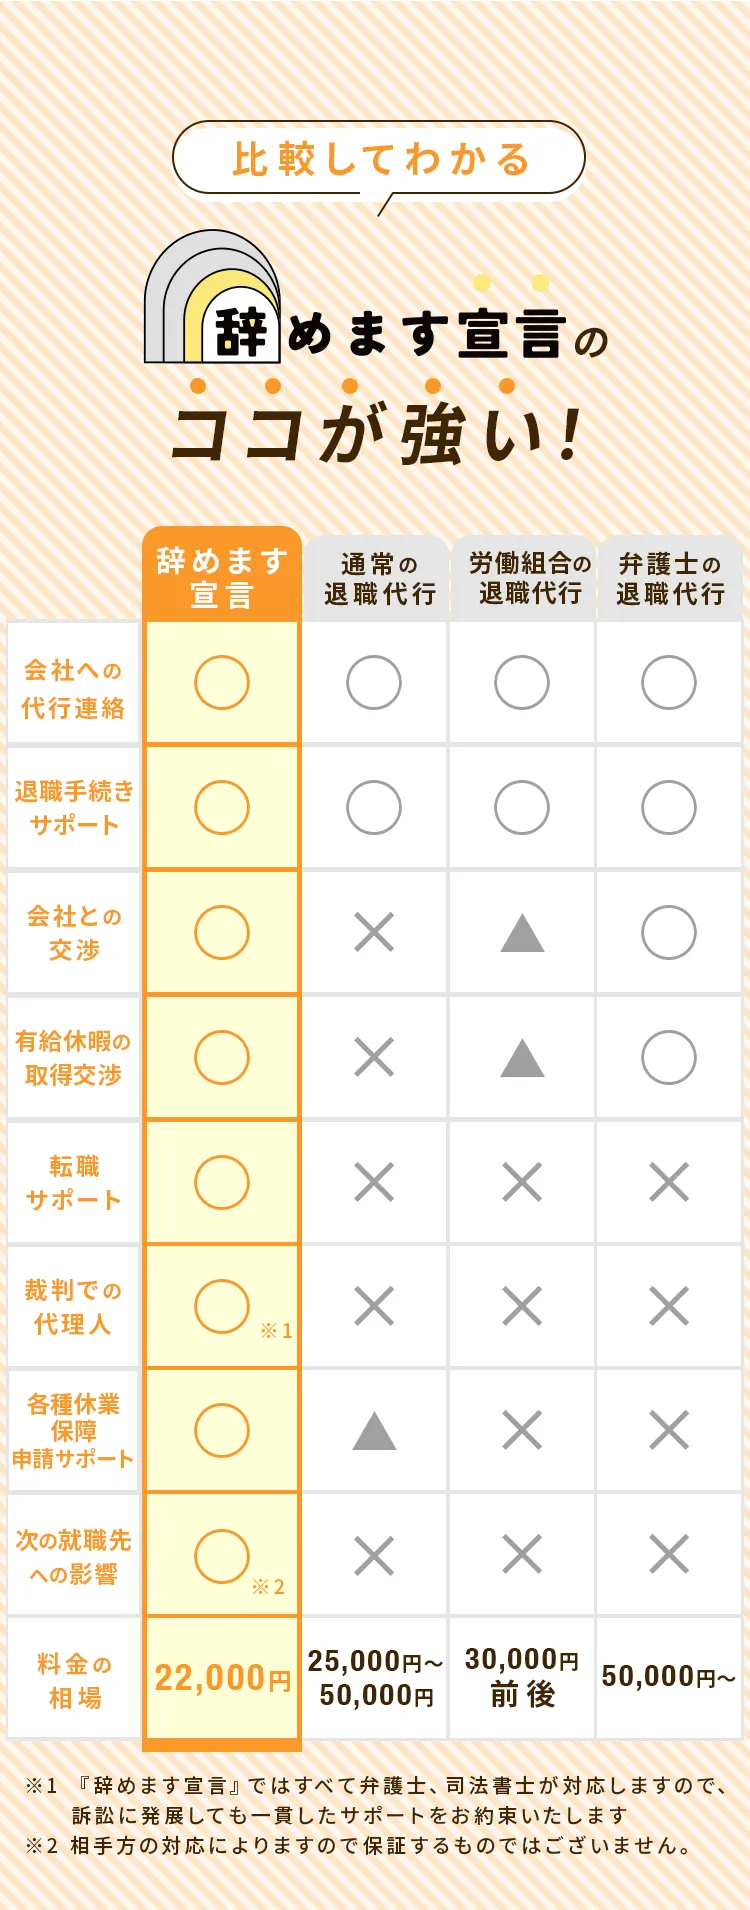 比較してわかる
辞めます宣言の
ココが強い!
辞めます
宣言
通常の
退職代行
労働組合の
退職代行
弁護士の
退職代行
会社への
代行連絡
○ ○ ○ ○
退職手続き
サポート
○ ○ ○ ○
会社との
交渉
○ × ▲ ○
有給休暇の
取得交渉
○ × ▲ ○
転職
サポート
○ × × ×
裁判での
代理人
○ ※1 × × ×
各種休業
保障
申請サポート
○ ▲ × ×
次の就職先
への影響
○ ※2 × × ×
料金の
相場
22,000円
25,000円〜
50,000円
30,000円
前後
50,000円〜
※1 『辞めます宣言』ではすべて弁護士、司法書士が対応しますので、
訴訟に発展しても一貫したサポートをお約束いたします
※2 相手方の対応によりますので保証するものではございません。